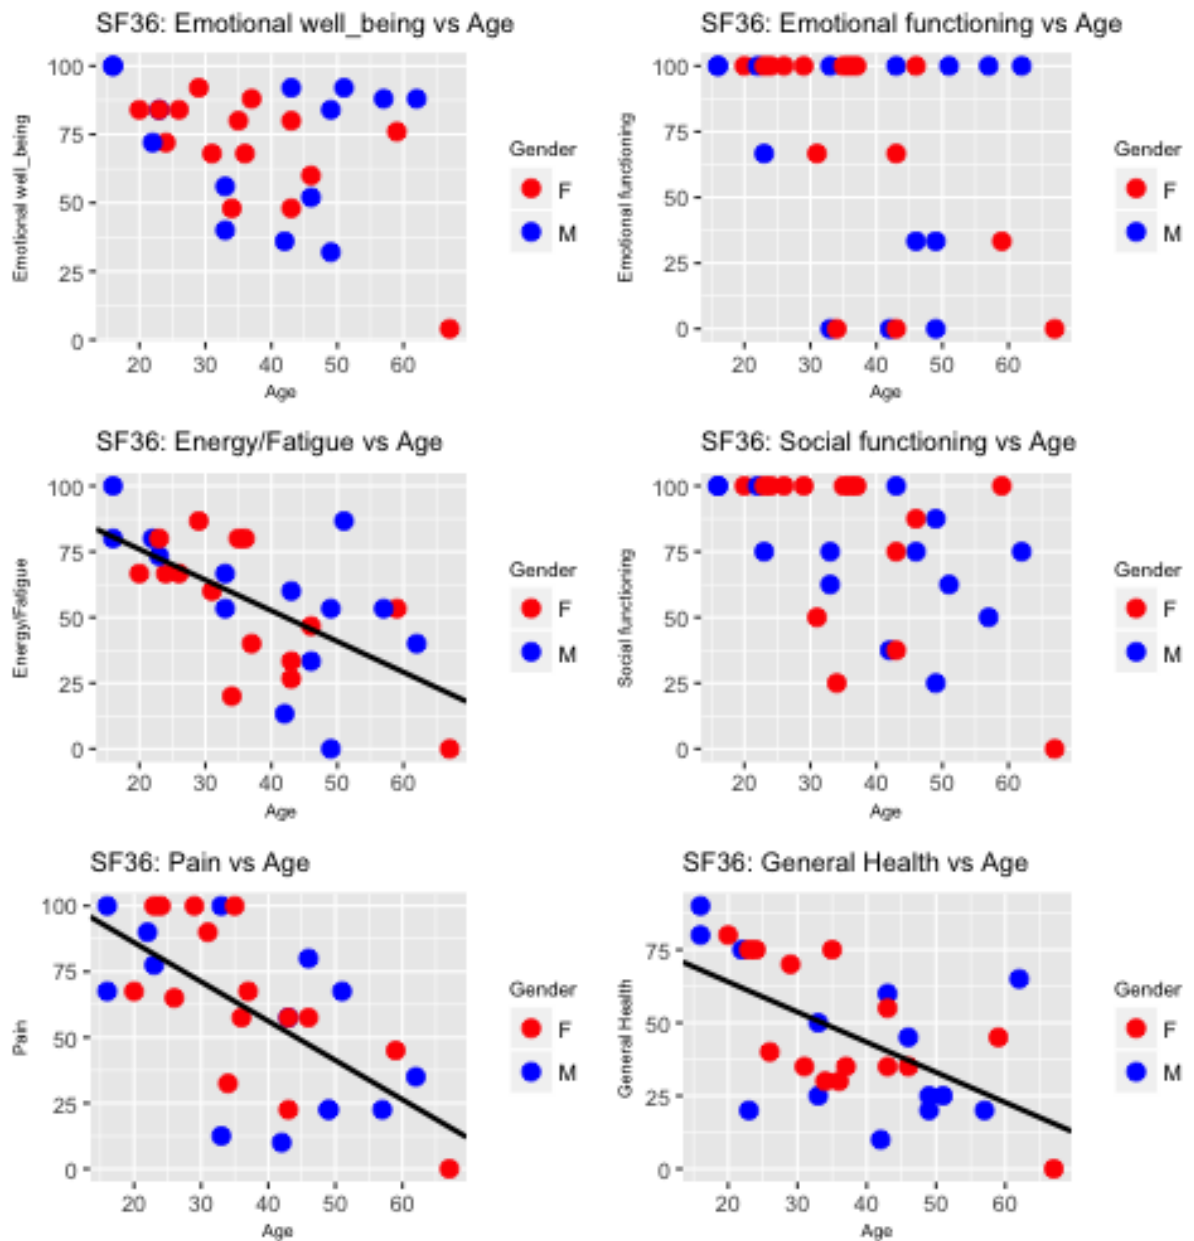 SF36: Emotional well_being vs Age
100
75
50
25
0
Emotional well_being
20 30 40 50 60
Age
Gender
F
M
SF36: Emotional functioning vs Age
100
75
50
25
0
Emotional functioning
20 30 40 50 60
Age
Gender
F
M
SF36: Energy/Fatigue vs Age
100
75
50
25
0
Energy/Fatigue
20 30 40 50 60
Age
Gender
F
M
SF36: Social functioning vs Age
100
75
50
25
0
Social functioning
20 30 40 50 60
Age
Gender
F
M
SF36: Pain vs Age
100
75
50
25
0
Pain
20 30 40 50 60
Age
Gender
F
M
SF36: General Health vs Age
75
50
25
0
General Health
20 30 40 50 60
Age
Gender
F
M